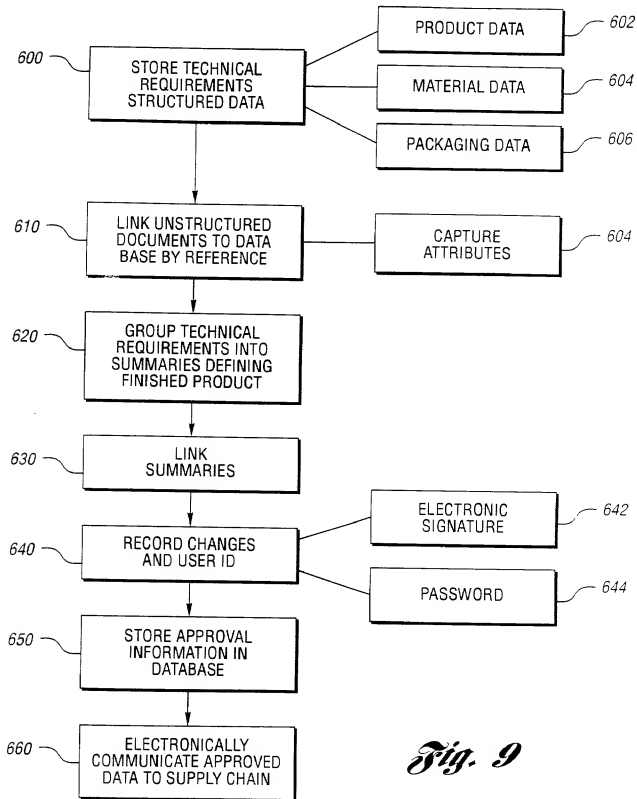 600
STORE TECHNICAL
REQUIREMENTS
STRUCTURED DATA
PRODUCT DATA
602
MATERIAL DATA
604
PACKAGING DATA
606
610
LINK UNSTRUCTURED
DOCUMENTS TO DATA
BASE BY REFERENCE
CAPTURE
ATTRIBUTES
604
620
GROUP TECHNICAL
REQUIREMENTS INTO
SUMMARIES DEFINING
FINISHED PRODUCT
630
LINK
SUMMARIES
640
RECORD CHANGES
AND USER ID
ELECTRONIC
SIGNATURE
642
PASSWORD
644
650
STORE APPROVAL
INFORMATION IN
DATABASE
660
ELECTRONICALLY
COMMUNICATE APPROVED
DATA TO SUPPLY CHAIN
Fig. 9